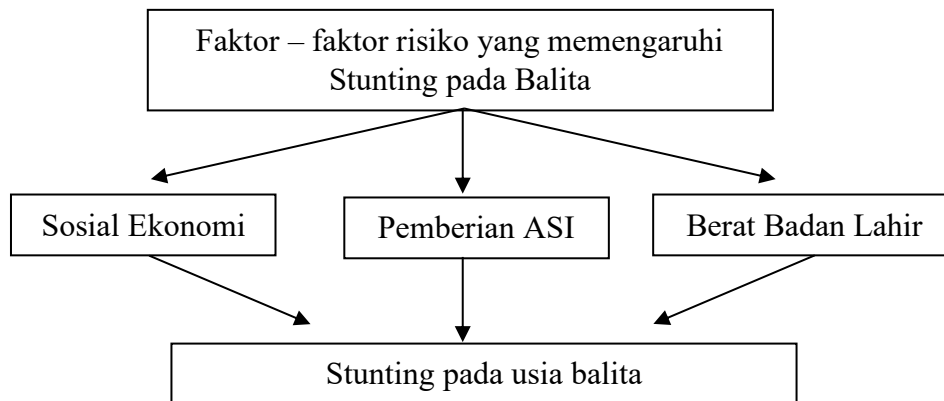 Faktor – faktor risiko yang memengaruhi
Stunting pada Balita
Sosial Ekonomi
Pemberian ASI
Berat Badan Lahir
Stunting pada usia balita